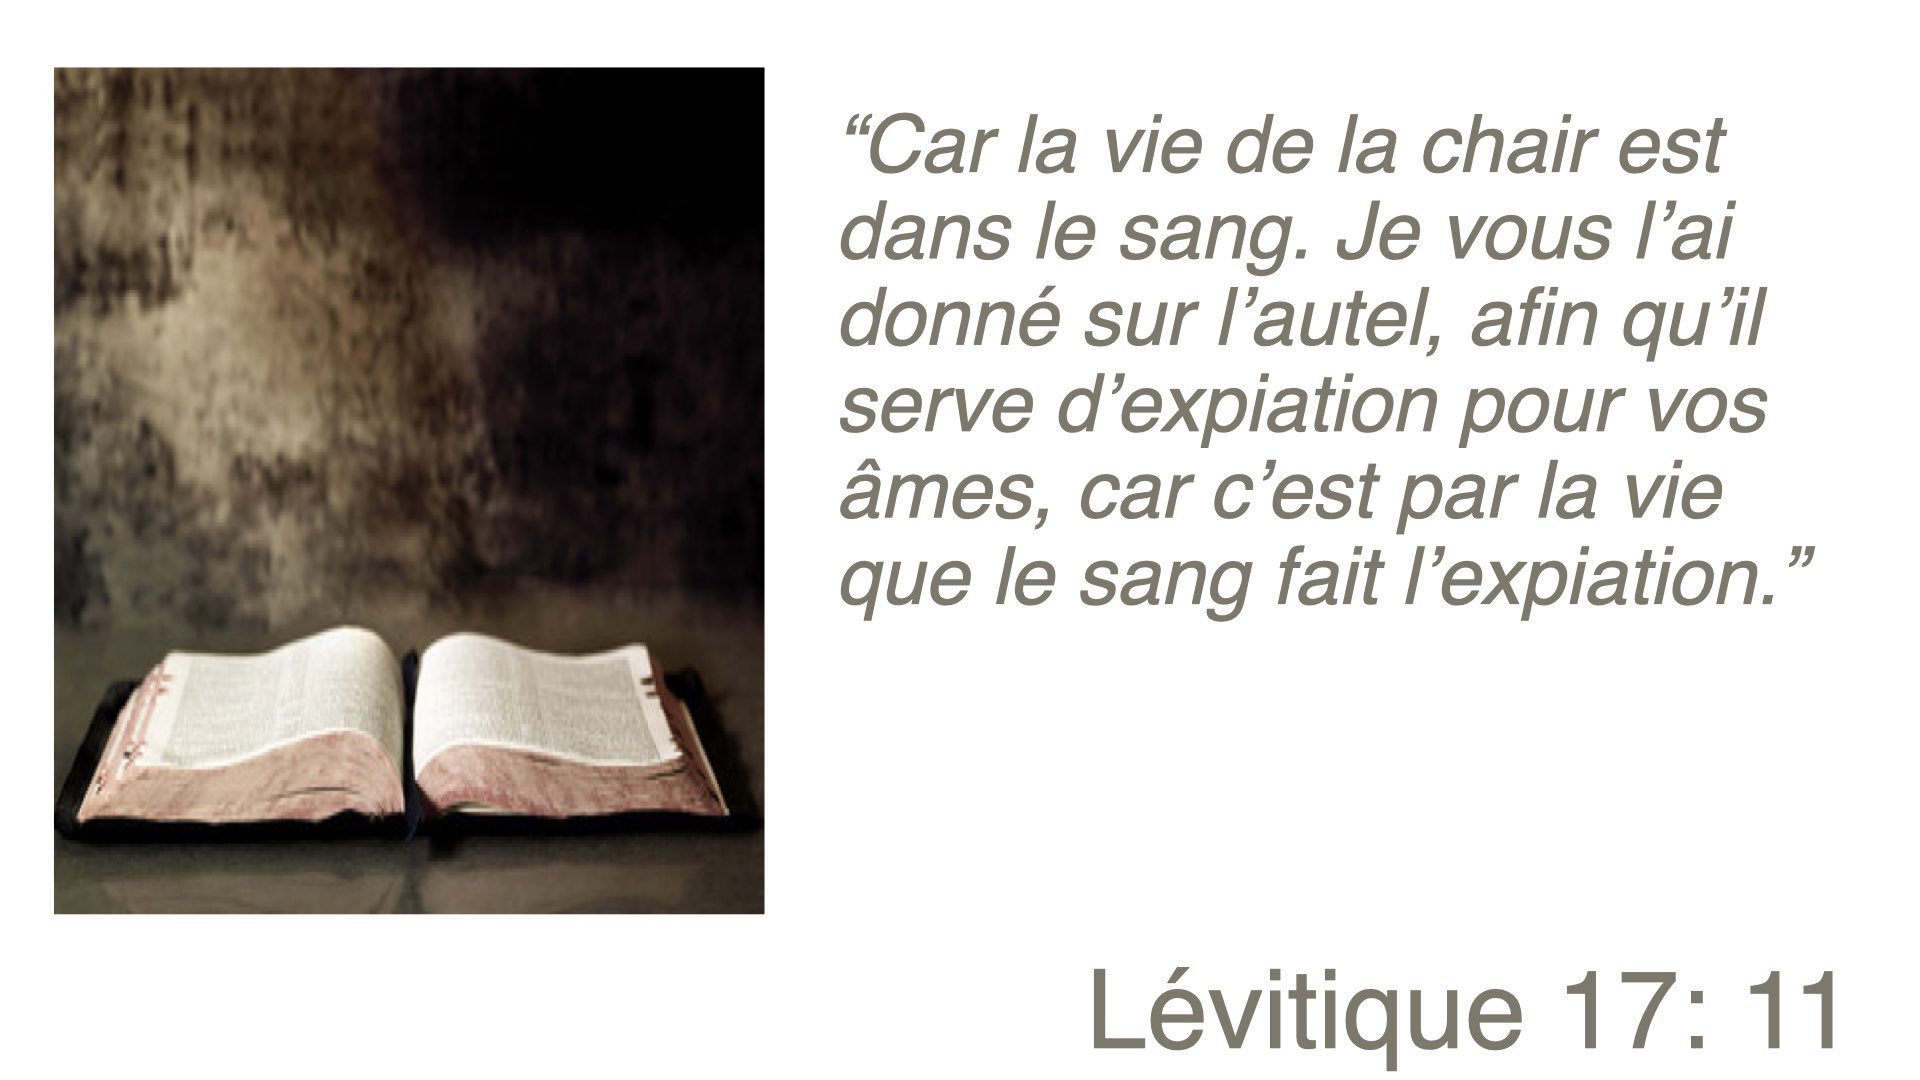 “Car la vie de la chair est
dans le sang. Je vous l’ai
donné sur l’autel, afin qu’il
serve d’expiation pour vos
âmes, car c’est par la vie
que le sang fait l’expiation.”
Lévitique 17: 11